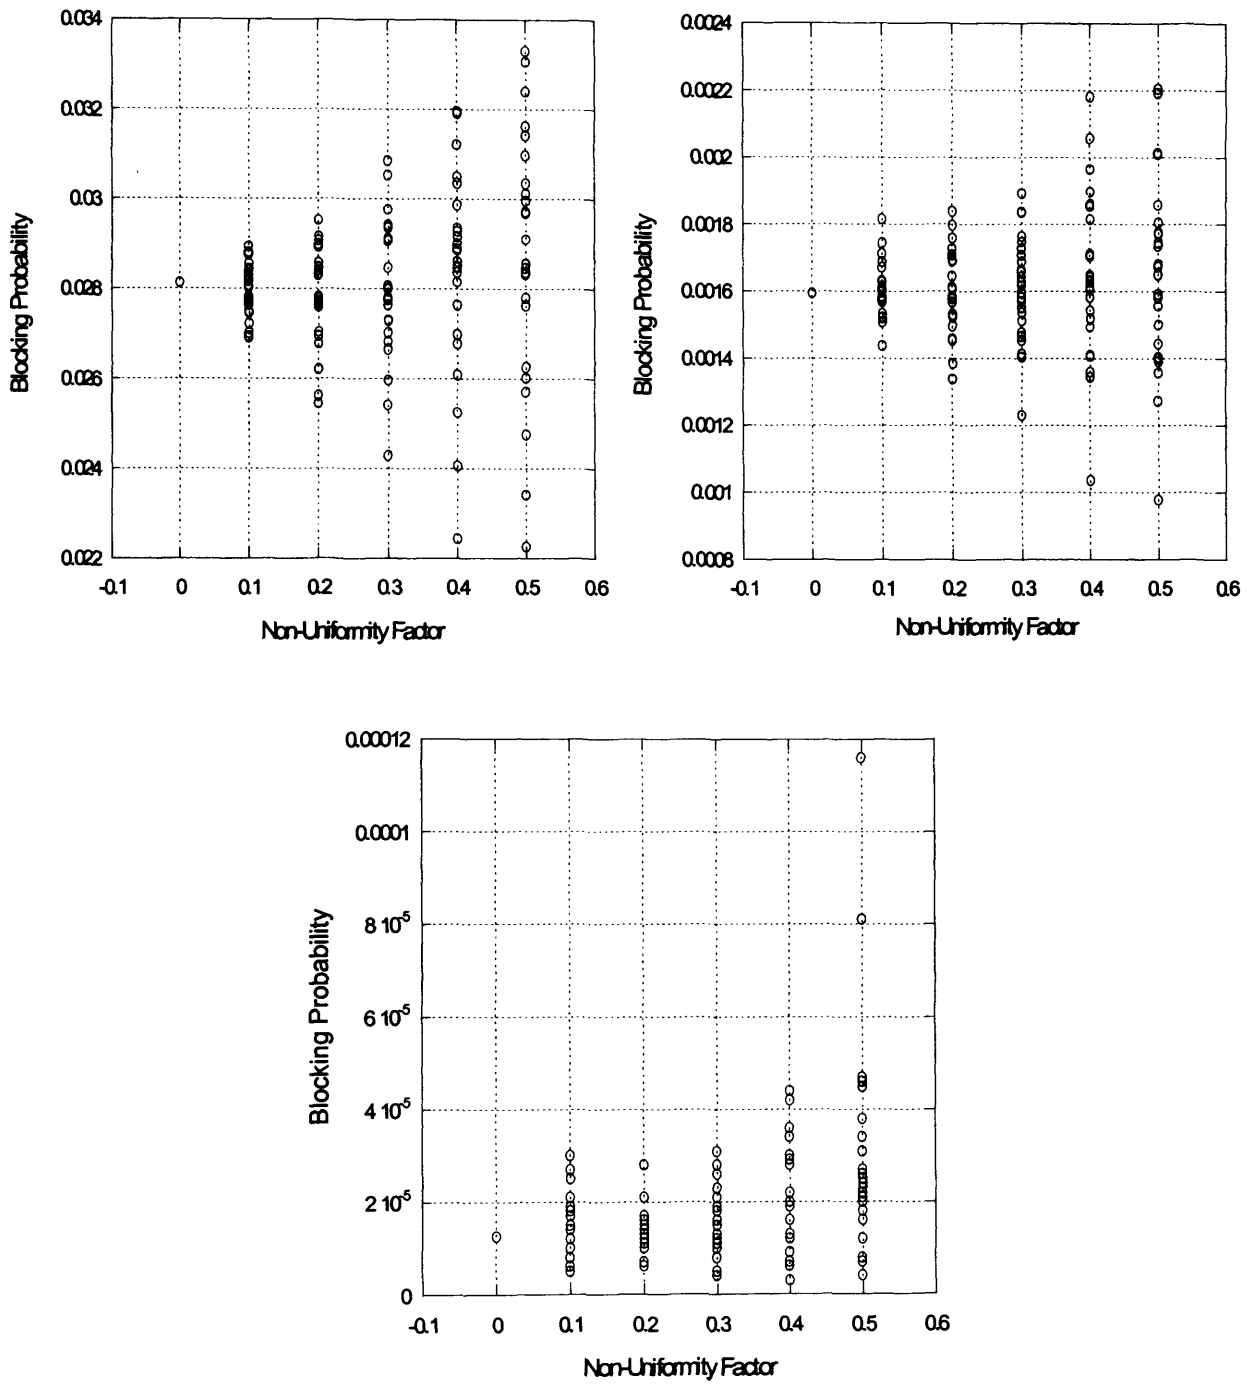 0.034
0.032
0.03
0.028
0.026
0.024
0.022
-0.1 0 0.1 0.2 0.3 0.4 0.5 0.6
Blocking Probability
Non-Uniformity Factor
0.0024
0.0022
0.002
0.0018
0.0016
0.0014
0.0012
0.001
0.0008
-0.1 0 0.1 0.2 0.3 0.4 0.5 0.6
Blocking Probability
Non-Uniformity Factor
0.00012
0.0001
8 10⁻⁵
6 10⁻⁵
4 10⁻⁵
2 10⁻⁵
0
-0.1 0 0.1 0.2 0.3 0.4 0.5 0.6
Blocking Probability
Non-Uniformity Factor